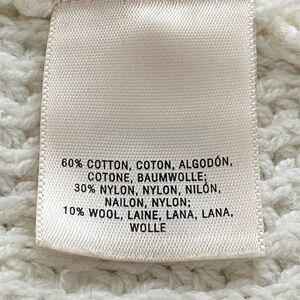 60% COTTON, COTON, ALGODÓN,
COTONE, BAUMWOLLE;
30% NYLON, NYLON, NILÓN,
NAILON, NYLON;
10% WOOL, LAINE, LANA, LANA,
WOLLE